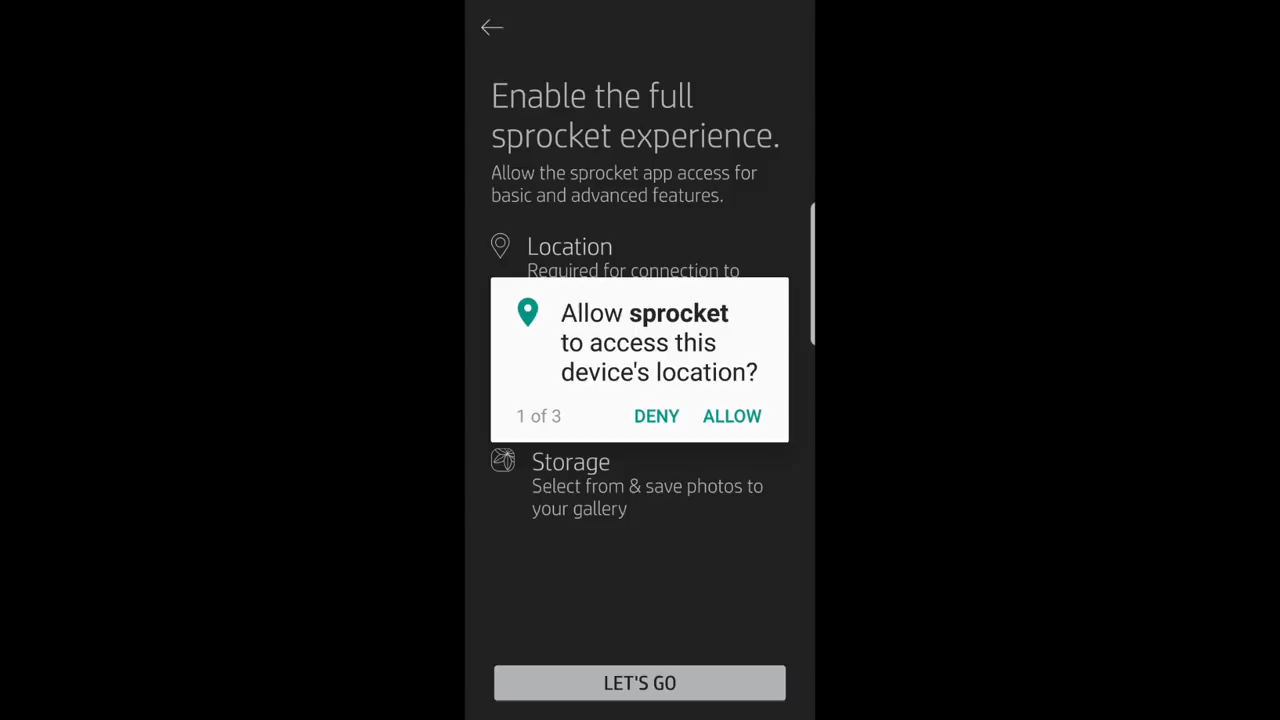 Enable the full
sprocket experience.
Allow the sprocket app access for
basic and advanced features.
Location
Required for connection to
Allow sprocket
to access this
device's location?
1 of 3
DENY
ALLOW
Storage
Select from & save photos to
your gallery
LET'S GO